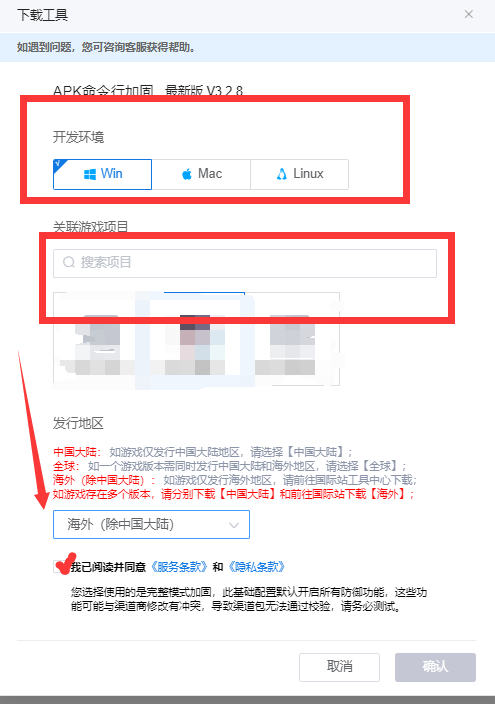 下载工具
如遇到问题，您可咨询客服获得帮助。
APK命令行加固 最新版 V3.2.8
开发环境
Win
Mac
Linux
关联游戏项目
搜索项目
发行地区
中国大陆： 如游戏仅发行中国大陆地区，请选择【中国大陆】；
全球： 如一个游戏版本需同时发行中国大陆和海外地区，请选择【全球】；
海外（除中国大陆）： 如游戏仅发行海外地区，请前往国际站工具中心下载；
如游戏存在多个版本，请分别下载【中国大陆】和前往国际站下载【海外】；
海外（除中国大陆）
我已阅读并同意《服务条款》和《隐私条款》
您选择使用的是完整模式加固，此基础配置默认开启所有防御功能，这些功
能可能与渠道商修改有冲突，导致渠道包无法通过校验，请务必测试。
取消
确认